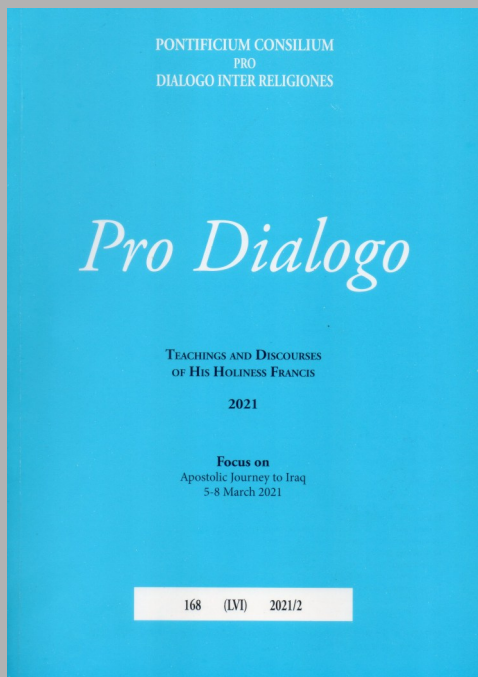 PONTIFICIUM CONSILIUM
PRO
DIALOGO INTER RELIGIONES
Pro Dialogo
TEACHINGS AND DISCOURSES
OF HIS HOLINESS FRANCIS
2021
Focus on
Apostolic Journey to Iraq
5-8 March 2021
168 (LVI) 2021/2